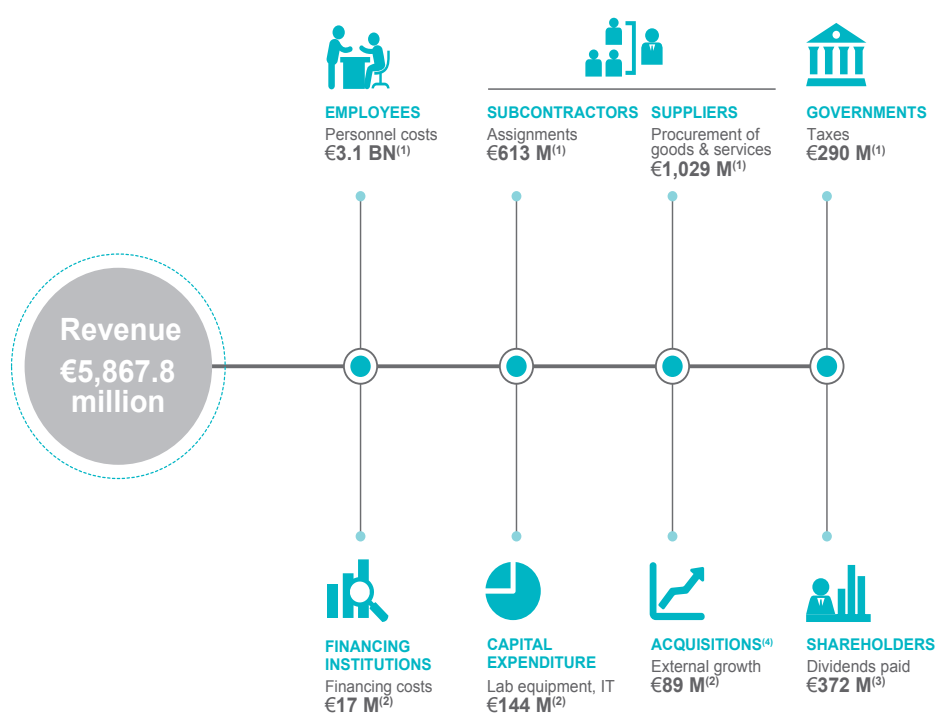 EMPLOYEES
Personnel costs
€3.1 BN(1)
SUBCONTRACTORS
Assignments
€613 M(1)
SUPPLIERS
Procurement of
goods & services
€1,029 M(1)
GOVERNMENTS
Taxes
€290 M(1)
Revenue
€5,867.8
million
FINANCING
INSTITUTIONS
Financing costs
€17 M(2)
CAPITAL
EXPENDITURE
Lab equipment, IT
€144 M(2)
ACQUISITIONS(4)
External growth
€89 M(2)
SHAREHOLDERS
Dividends paid
€372 M(3)